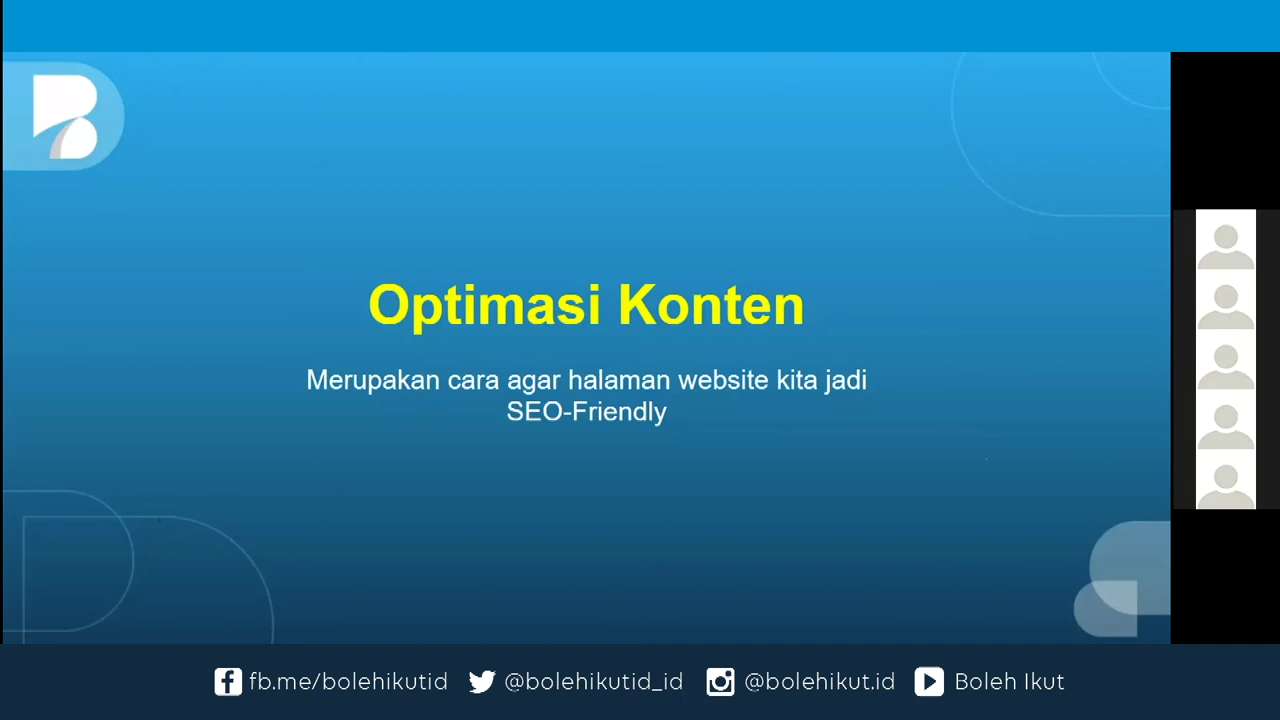 Optimasi Konten
Merupakan cara agar halaman website kita jadi
SEO-Friendly
fb.me/bolehikutid @bolehikutid_id @bolehikut.id Boleh Ikut